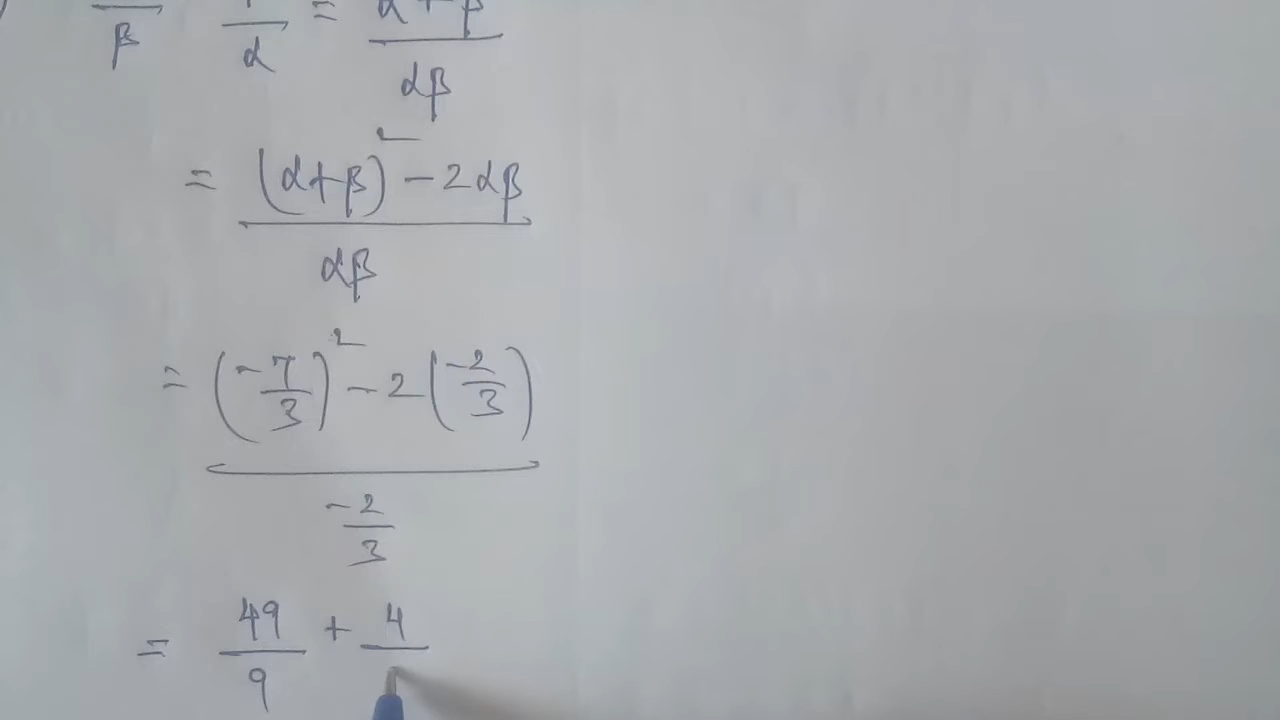 β α = α + β
αβ
= (α+β)² - 2αβ
αβ
= (-7/3)² - 2(-2/3)
-2/3
= 49/9 + 4